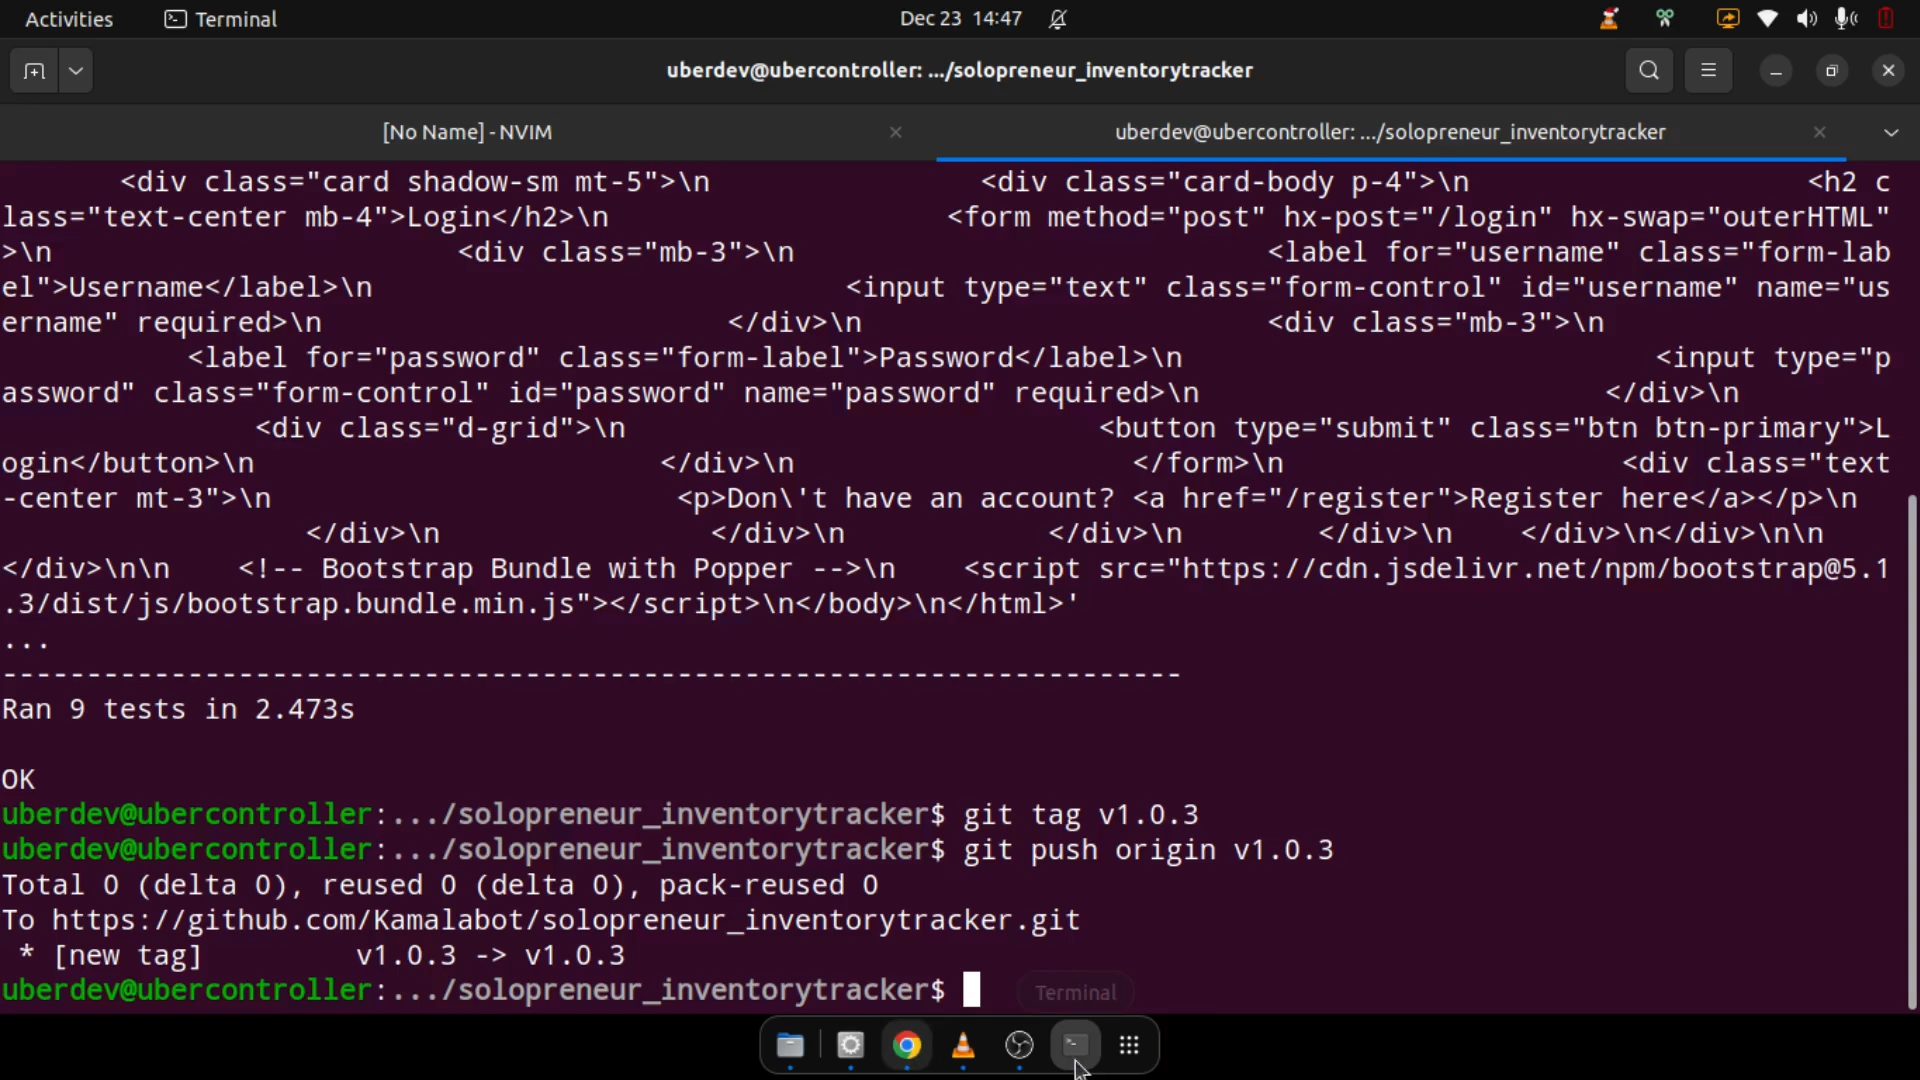 Activities Terminal Dec 23 14:47
uberdev@ubercontroller: .../solopreneur_inventorytracker
[No Name] - NVIM uberdev@ubercontroller: .../solopreneur_inventorytracker
<div class="card shadow-sm mt-5">\n <div class="card-body p-4">\n <h2 c
lass="text-center mb-4">Login</h2>\n <form method="post" hx-post="/login" hx-swap="outerHTML"
>\n <div class="mb-3">\n <label for="username" class="form-lab
el">Username</label>\n <input type="text" class="form-control" id="username" name="us
ername" required>\n </div>\n <div class="mb-3">\n
<label for="password" class="form-label">Password</label>\n <input type="p
assword" class="form-control" id="password" name="password" required>\n </div>\n
<div class="d-grid">\n <button type="submit" class="btn btn-primary">L
ogin</button>\n </div>\n </form>\n <div class="text
-center mt-3">\n <p>Don\'t have an account? <a href="/register">Register here</a></p>\n
</div>\n </div>\n </div>\n </div>\n </div>\n</div>\n\n
</div>\n\n <!-- Bootstrap Bundle with Popper -->\n <script src="https://cdn.jsdelivr.net/npm/bootstrap@5.1
.3/dist/js/bootstrap.bundle.min.js"></script>\n</body>\n</html>'
...
----------------------------------------------------------------------
Ran 9 tests in 2.473s
OK
uberdev@ubercontroller:.../solopreneur_inventorytracker$ git tag v1.0.3
uberdev@ubercontroller:.../solopreneur_inventorytracker$ git push origin v1.0.3
Total 0 (delta 0), reused 0 (delta 0), pack-reused 0
To https://github.com/Kamalabot/solopreneur_inventorytracker.git
* [new tag] v1.0.3 -> v1.0.3
uberdev@ubercontroller:.../solopreneur_inventorytracker$
Terminal